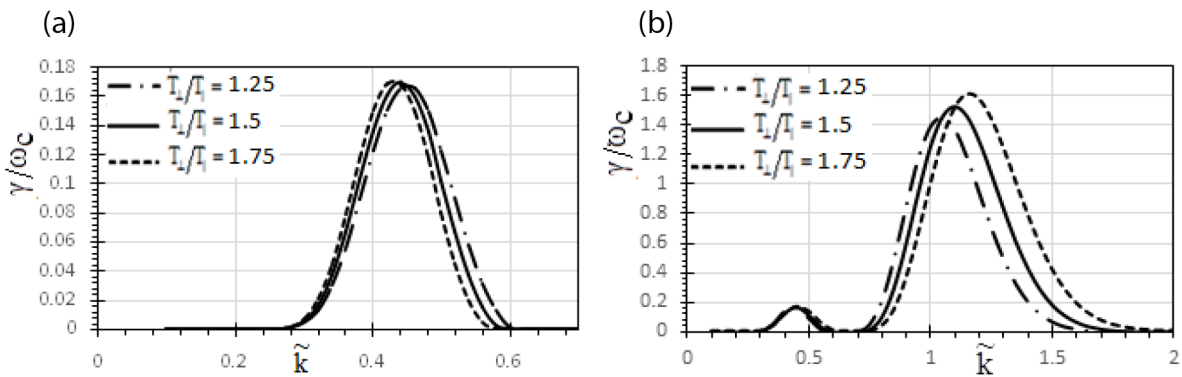 (a)
0.18
0.16
0.14
0.12
0.1
0.08
0.06
0.04
0.02
0
γ/ωc
T⊥/T∥ = 1.25
T⊥/T∥ = 1.5
T⊥/T∥ = 1.75
0 0.2 0.4 0.6
k̃
(b)
1.8
1.6
1.4
1.2
1
0.8
0.6
0.4
0.2
0
γ/ωc
T⊥/T∥ = 1.25
T⊥/T∥ = 1.5
T⊥/T∥ = 1.75
0 0.5 1 1.5 2
k̃